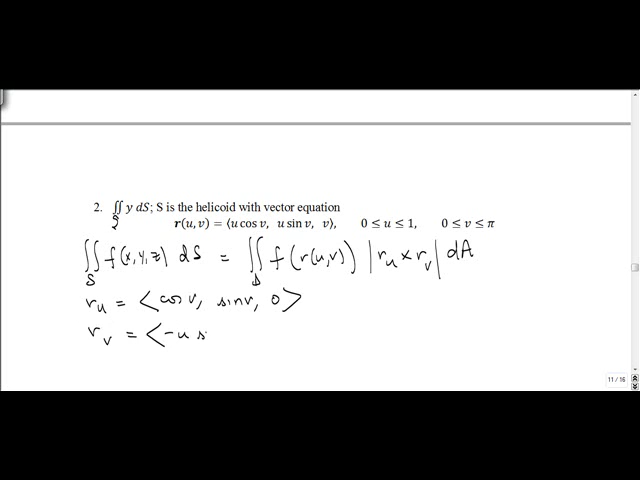 2. ∬ y dS; S is the helicoid with vector equation
S
r(u, v) = ⟨u cos v, u sin v, v⟩, 0 ≤ u ≤ 1, 0 ≤ v ≤ π
∬ f(x,y,z) dS = ∬ f(r(u,v)) |r_u × r_v| dA
S D
r_u = <cos v, sin v, 0>
r_v = <-u s
11 / 16